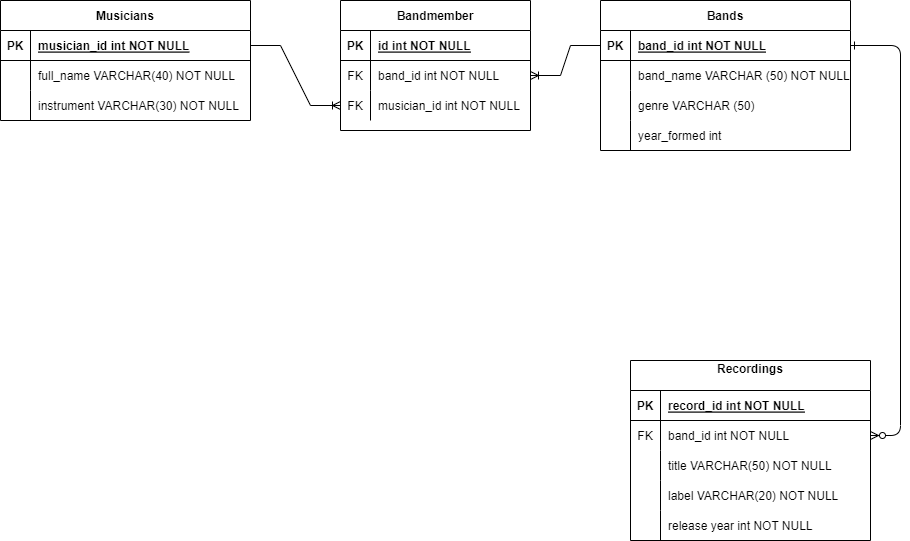 Musicians
PK musician_id int NOT NULL
full_name VARCHAR(40) NOT NULL
instrument VARCHAR(30) NOT NULL
Bandmember
PK id int NOT NULL
FK band_id int NOT NULL
FK musician_id int NOT NULL
Bands
PK band_id int NOT NULL
band_name VARCHAR (50) NOT NULL
genre VARCHAR (50)
year_formed int
Recordings
PK record_id int NOT NULL
FK band_id int NOT NULL
title VARCHAR(50) NOT NULL
label VARCHAR(20) NOT NULL
release year int NOT NULL